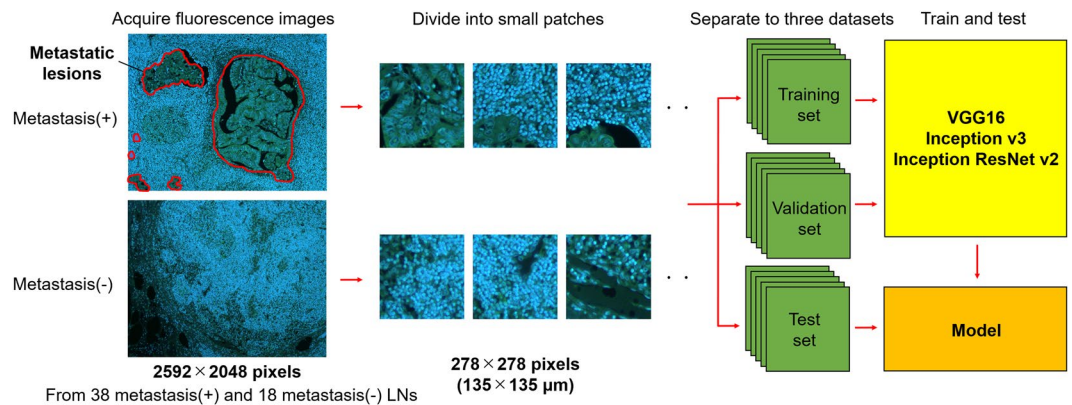 Acquire fluorescence images
Divide into small patches
Separate to three datasets
Train and test
Metastatic
lesions
Metastasis(+)
Metastasis(-)
2592×2048 pixels
From 38 metastasis(+) and 18 metastasis(-) LNs
278×278 pixels
(135×135 μm)
. .
. .
Training
set
Validation
set
Test
set
VGG16
Inception v3
Inception ResNet v2
Model